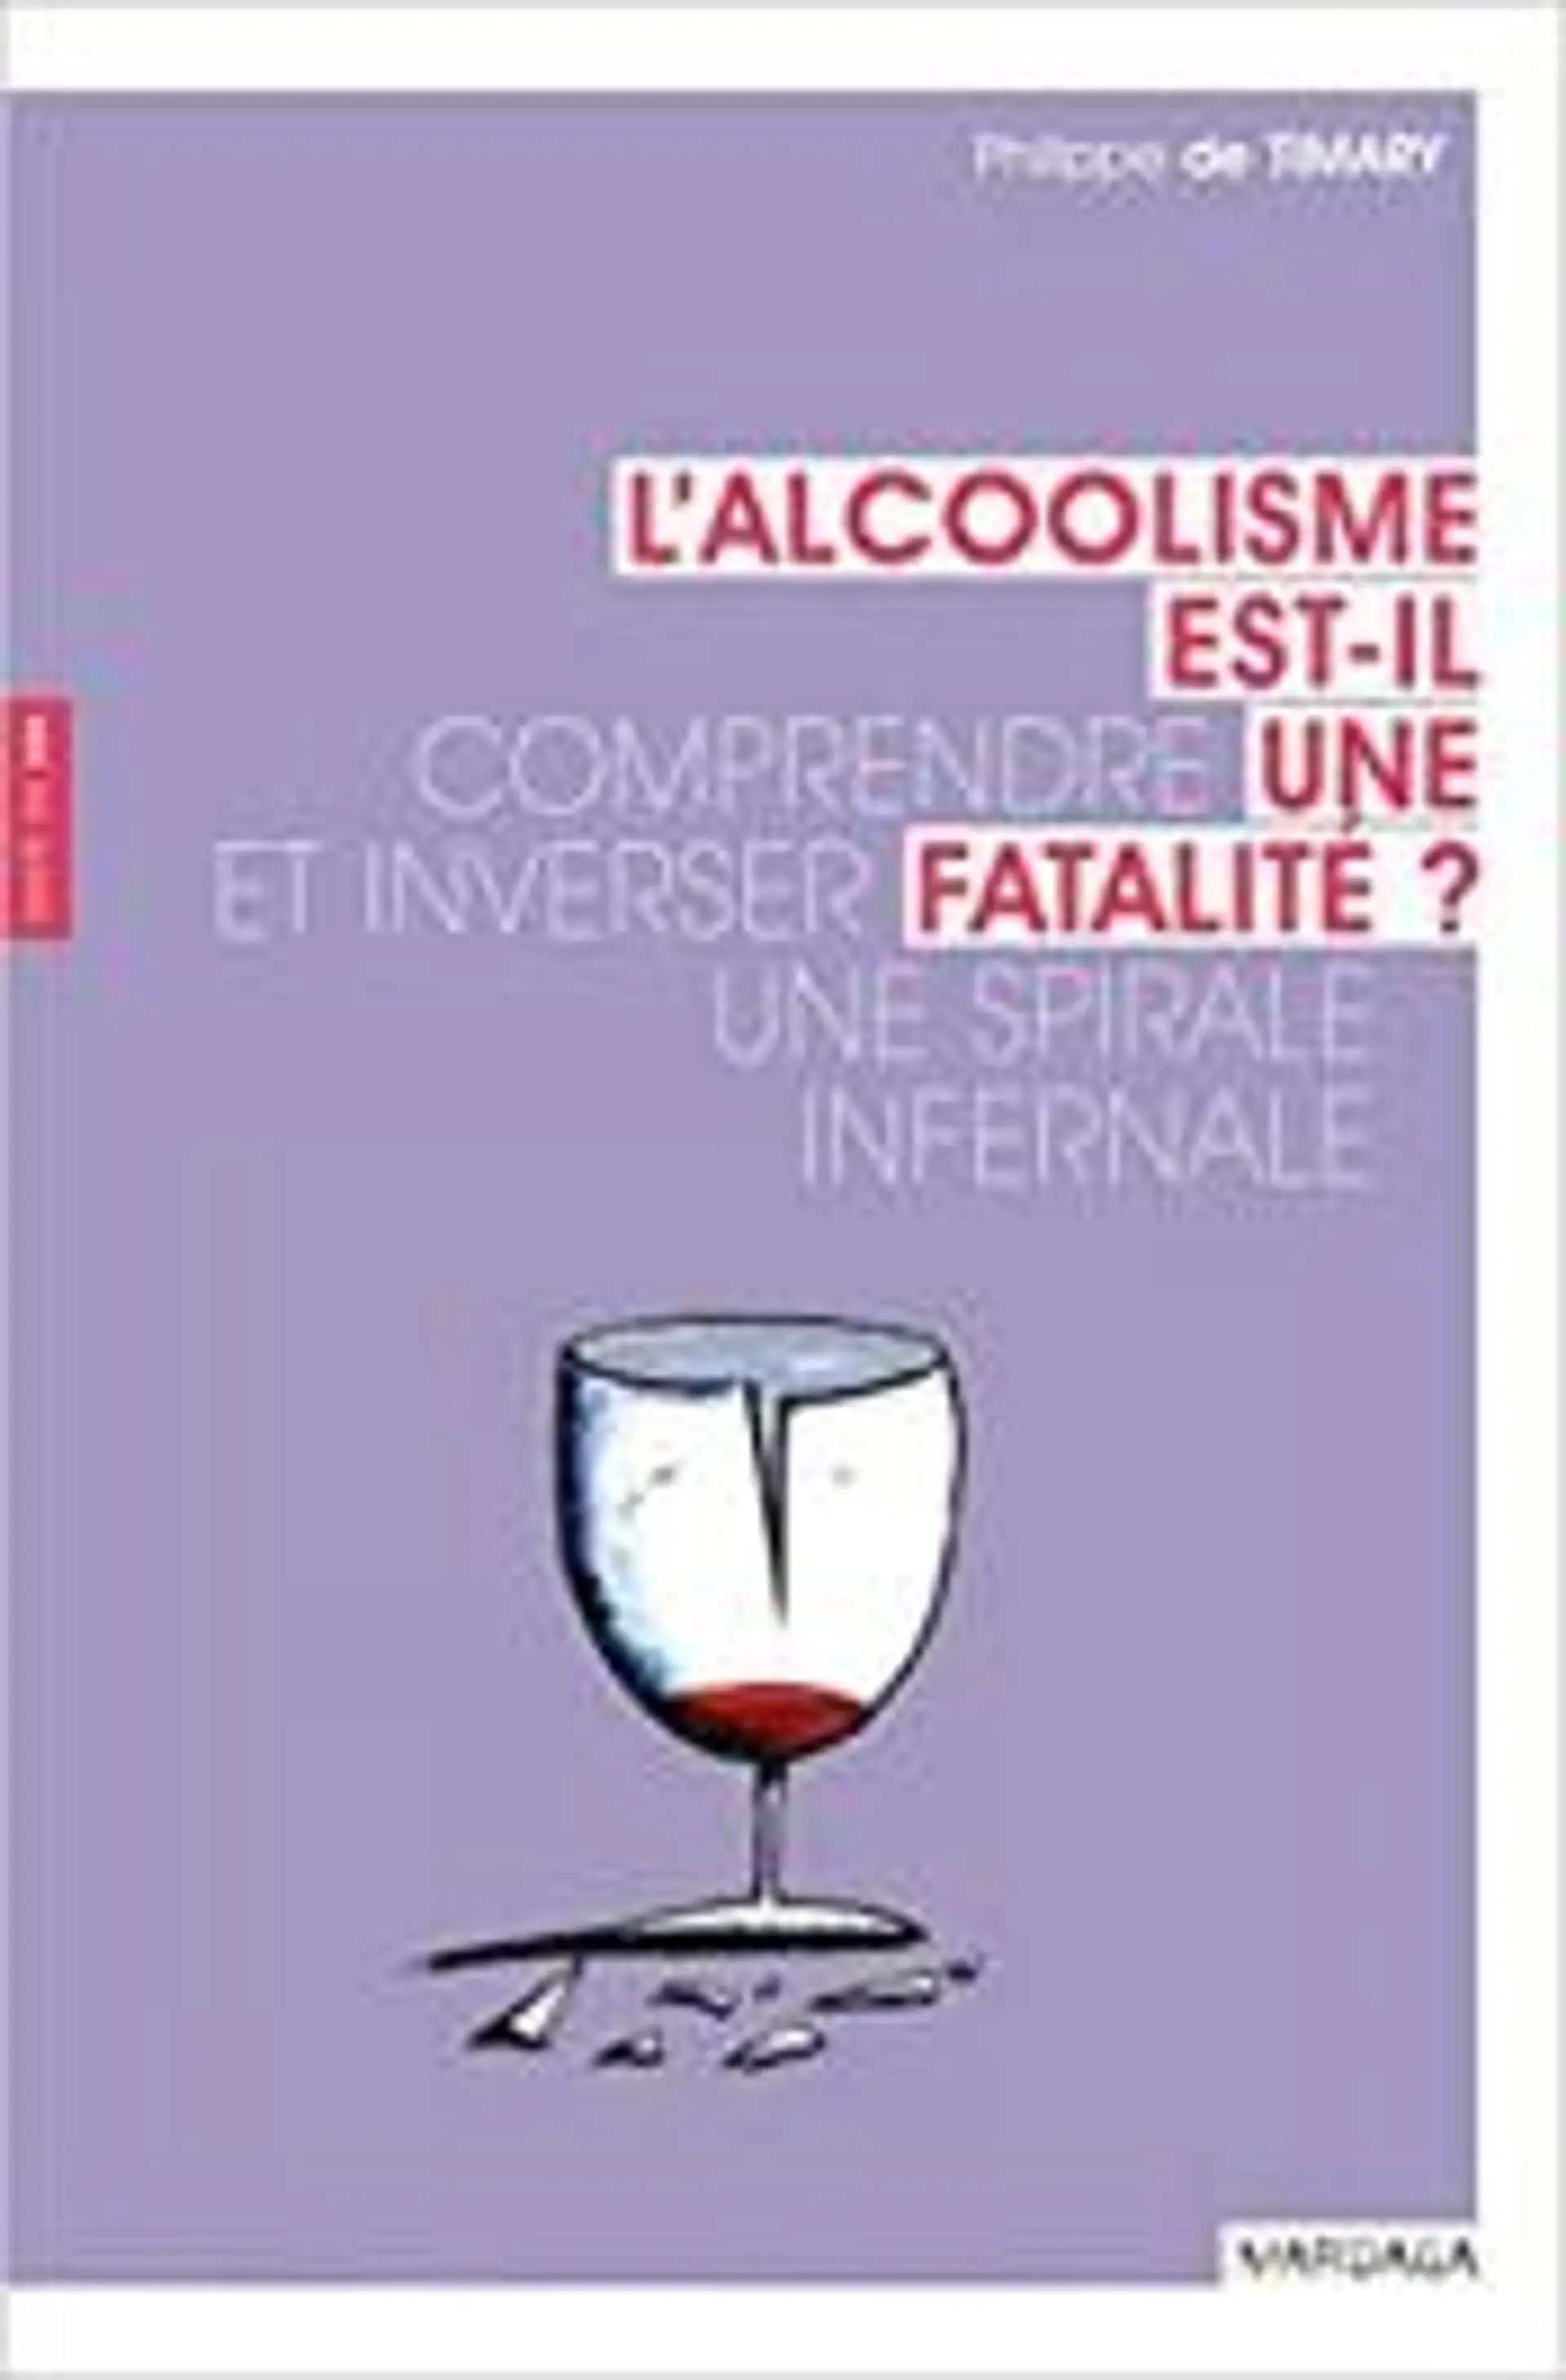 Philippe de TIMARY
L'ALCOOLISME
EST-IL
UNE
FATALITÉ ?
COMPRENDRE
ET INVERSER
UNE SPIRALE
INFERNALE
MARDAGA